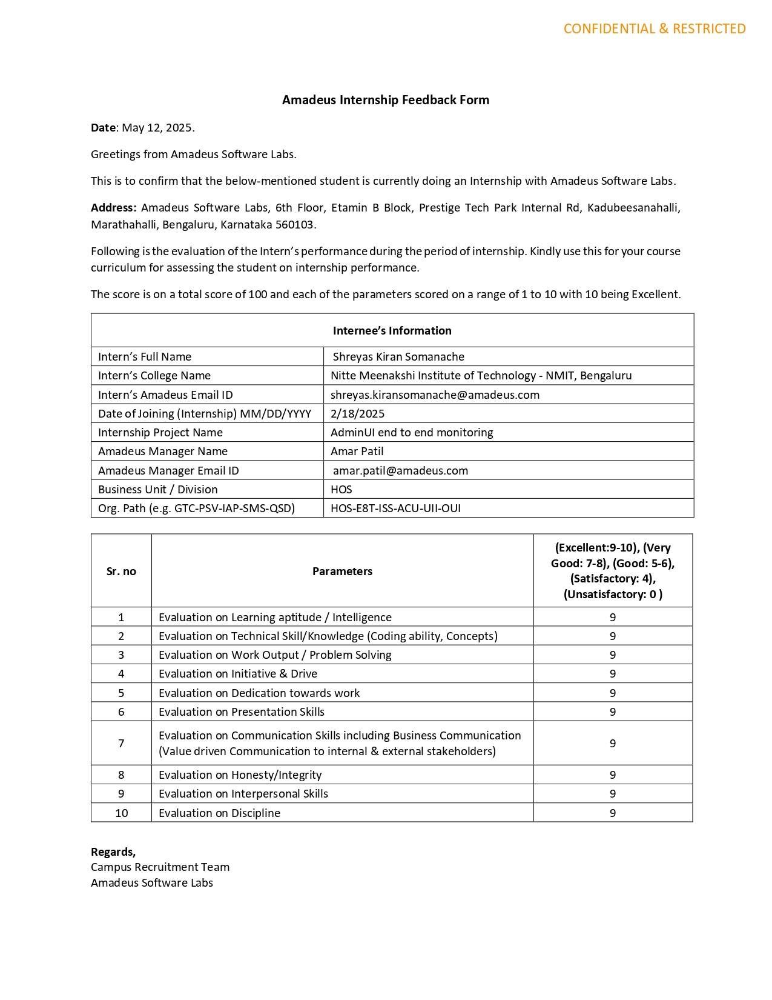 CONFIDENTIAL & RESTRICTED
Amadeus Internship Feedback Form
Date: May 12, 2025.
Greetings from Amadeus Software Labs.
This is to confirm that the below-mentioned student is currently doing an Internship with Amadeus Software Labs.
Address: Amadeus Software Labs, 6th Floor, Etamin B Block, Prestige Tech Park Internal Rd, Kadubeesanahalli,
Marathahalli, Bengaluru, Karnataka 560103.
Following is the evaluation of the Intern’s performance during the period of internship. Kindly use this for your course
curriculum for assessing the student on internship performance.
The score is on a total score of 100 and each of the parameters scored on a range of 1 to 10 with 10 being Excellent.
Internee’s Information
Intern’s Full Name Shreyas Kiran Somanache
Intern’s College Name Nitte Meenakshi Institute of Technology - NMIT, Bengaluru
Intern’s Amadeus Email ID shreyas.kiransomanache@amadeus.com
Date of Joining (Internship) MM/DD/YYYY 2/18/2025
Internship Project Name AdminUI end to end monitoring
Amadeus Manager Name Amar Patil
Amadeus Manager Email ID amar.patil@amadeus.com
Business Unit / Division HOS
Org. Path (e.g. GTC-PSV-IAP-SMS-QSD) HOS-E8T-ISS-ACU-UII-OUI
Sr. no Parameters
(Excellent:9-10), (Very
Good: 7-8), (Good: 5-6),
(Satisfactory: 4),
(Unsatisfactory: 0 )
1 Evaluation on Learning aptitude / Intelligence 9
2 Evaluation on Technical Skill/Knowledge (Coding ability, Concepts) 9
3 Evaluation on Work Output / Problem Solving 9
4 Evaluation on Initiative & Drive 9
5 Evaluation on Dedication towards work 9
6 Evaluation on Presentation Skills 9
7 Evaluation on Communication Skills including Business Communication
(Value driven Communication to internal & external stakeholders) 9
8 Evaluation on Honesty/Integrity 9
9 Evaluation on Interpersonal Skills 9
10 Evaluation on Discipline 9
Regards,
Campus Recruitment Team
Amadeus Software Labs